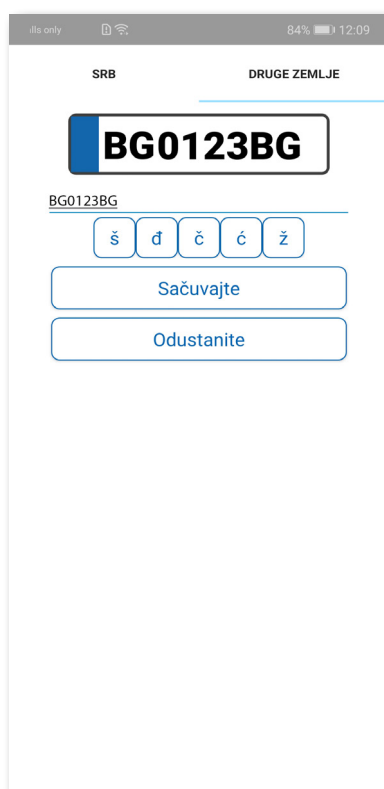 ills only 84% 12:09
SRB DRUGE ZEMLJE
BG0123BG
BG0123BG
š đ č ć ž
Sačuvajte
Odustanite